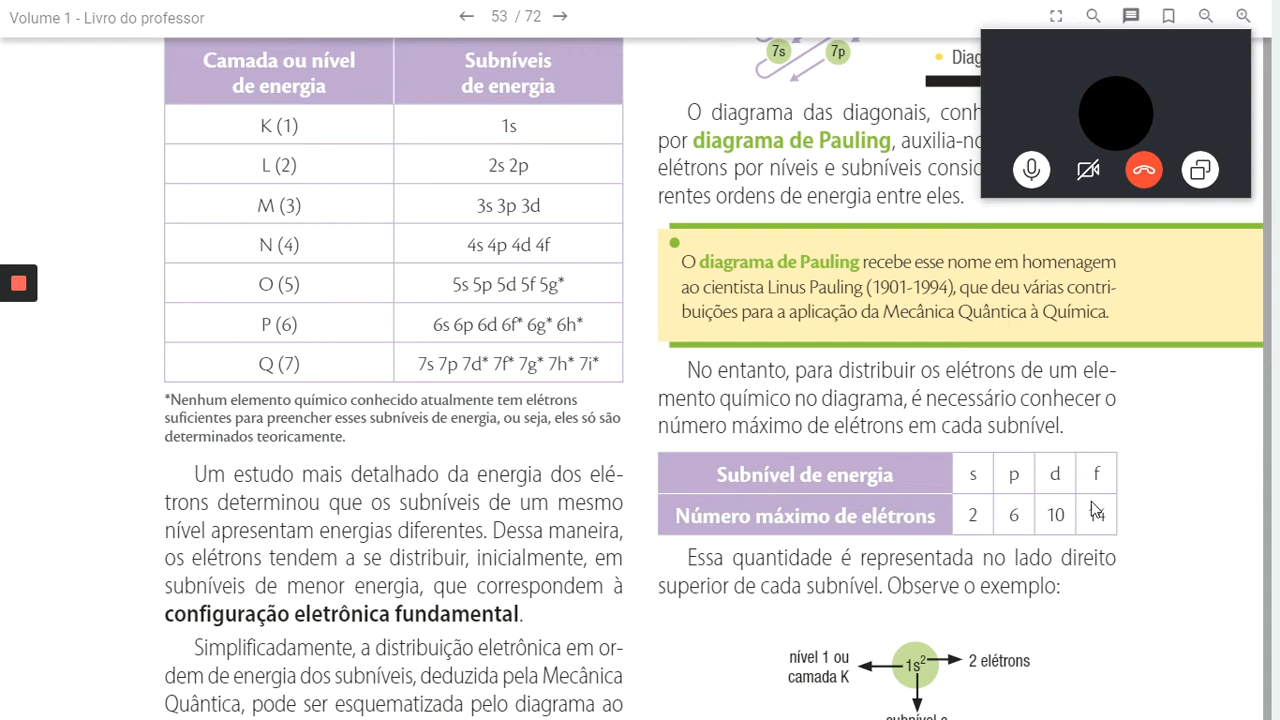 Volume 1 - Livro do professor
53 / 72
Camada ou nível
de energia
Subníveis
de energia
K (1)
1s
L (2)
2s 2p
M (3)
3s 3p 3d
N (4)
4s 4p 4d 4f
O (5)
5s 5p 5d 5f 5g*
P (6)
6s 6p 6d 6f* 6g* 6h*
Q (7)
7s 7p 7d* 7f* 7g* 7h* 7i*
*Nenhum elemento químico conhecido atualmente tem elétrons
suficientes para preencher esses subníveis de energia, ou seja, eles só são
determinados teoricamente.
Um estudo mais detalhado da energia dos elé-
trons determinou que os subníveis de um mesmo
nível apresentam energias diferentes. Dessa maneira,
os elétrons tendem a se distribuir, inicialmente, em
subníveis de menor energia, que correspondem à
configuração eletrônica fundamental.
Simplificadamente, a distribuição eletrônica em or-
dem de energia dos subníveis, deduzida pela Mecânica
Quântica, pode ser esquematizada pelo diagrama ao
7s
7p
Diag
O diagrama das diagonais, conh
por diagrama de Pauling, auxilia-no
elétrons por níveis e subníveis consid
rentes ordens de energia entre eles.
O diagrama de Pauling recebe esse nome em homenagem
ao cientista Linus Pauling (1901-1994), que deu várias contri-
buições para a aplicação da Mecânica Quântica à Química.
No entanto, para distribuir os elétrons de um ele-
mento químico no diagrama, é necessário conhecer o
número máximo de elétrons em cada subnível.
Subnível de energia
s
p
d
f
Número máximo de elétrons
2
6
10
14
Essa quantidade é representada no lado direito
superior de cada subnível. Observe o exemplo:
nível 1 ou
camada K
1s²
2 elétrons